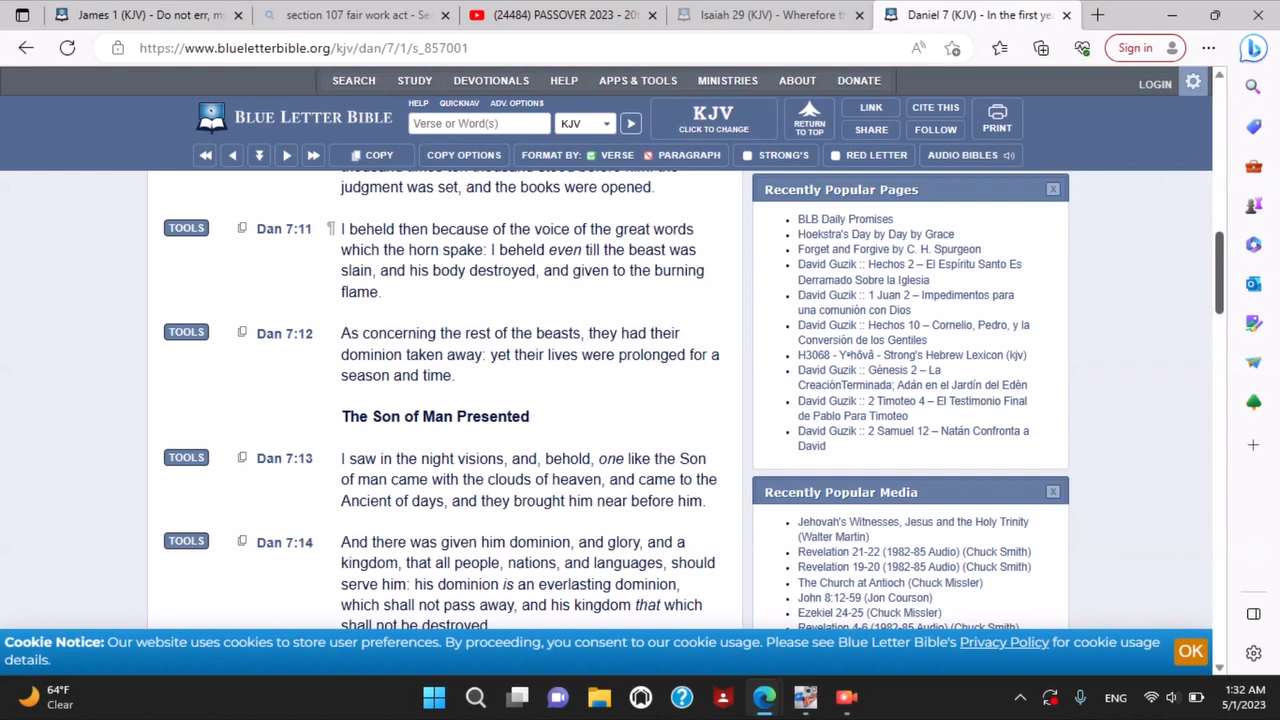 James 1 (KJV) - Do not err, m
section 107 fair work act - Se
(24484) PASSOVER 2023 - 20
Isaiah 29 (KJV) - Wherefore th
Daniel 7 (KJV) - In the first ye
https://www.blueletterbible.org/kjv/dan/7/1/s_857001
Sign in
SEARCH STUDY DEVOTIONALS HELP APPS & TOOLS MINISTRIES ABOUT DONATE
LOGIN
BLUE LETTER BIBLE
HELP QUICKNAV ADV. OPTIONS
Verse or Word(s)
KJV
KJV
CLICK TO CHANGE
RETURN
TO TOP
LINK
CITE THIS
SHARE
FOLLOW
PRINT
COPY
COPY OPTIONS
FORMAT BY: VERSE PARAGRAPH
STRONG'S
RED LETTER
AUDIO BIBLES
thousand times ten thousand stood before him: the
judgment was set, and the books were opened.
TOOLS Dan 7:11 ¶ I beheld then because of the voice of the great words
which the horn spake: I beheld even till the beast was
slain, and his body destroyed, and given to the burning
flame.
TOOLS Dan 7:12 As concerning the rest of the beasts, they had their
dominion taken away: yet their lives were prolonged for a
season and time.
The Son of Man Presented
TOOLS Dan 7:13 I saw in the night visions, and, behold, one like the Son
of man came with the clouds of heaven, and came to the
Ancient of days, and they brought him near before him.
TOOLS Dan 7:14 And there was given him dominion, and glory, and a
kingdom, that all people, nations, and languages, should
serve him: his dominion is an everlasting dominion,
which shall not pass away, and his kingdom that which
shall not be destroyed.
Recently Popular Pages
BLB Daily Promises
Hoekstra's Day by Day by Grace
Forget and Forgive by C. H. Spurgeon
David Guzik :: Hechos 2 – El Espíritu Santo Es
Derramado Sobre la Iglesia
David Guzik :: 1 Juan 2 – Impedimentos para
una comunión con Dios
David Guzik :: Hechos 10 – Cornelio, Pedro, y la
Conversión de los Gentiles
H3068 - Yᵊhōvâ - Strong's Hebrew Lexicon (kjv)
David Guzik :: Génesis 2 – La
CreaciónTerminada; Adán en el Jardín del Edén
David Guzik :: 2 Timoteo 4 – El Testimonio Final
de Pablo Para Timoteo
David Guzik :: 2 Samuel 12 – Natán Confronta a
David
Recently Popular Media
Jehovah's Witnesses, Jesus and the Holy Trinity
(Walter Martin)
Revelation 21-22 (1982-85 Audio) (Chuck Smith)
Revelation 19-20 (1982-85 Audio) (Chuck Smith)
The Church at Antioch (Chuck Missler)
John 8:12-59 (Jon Courson)
Ezekiel 24-25 (Chuck Missler)
Revelation 4-6 (1982-85 Audio) (Chuck Smith)
Cookie Notice: Our website uses cookies to store user preferences. By proceeding, you consent to our cookie usage. Please see Blue Letter Bible's Privacy Policy for cookie usage
details.
OK
64°F
Clear
ENG
1:32 AM
5/1/2023